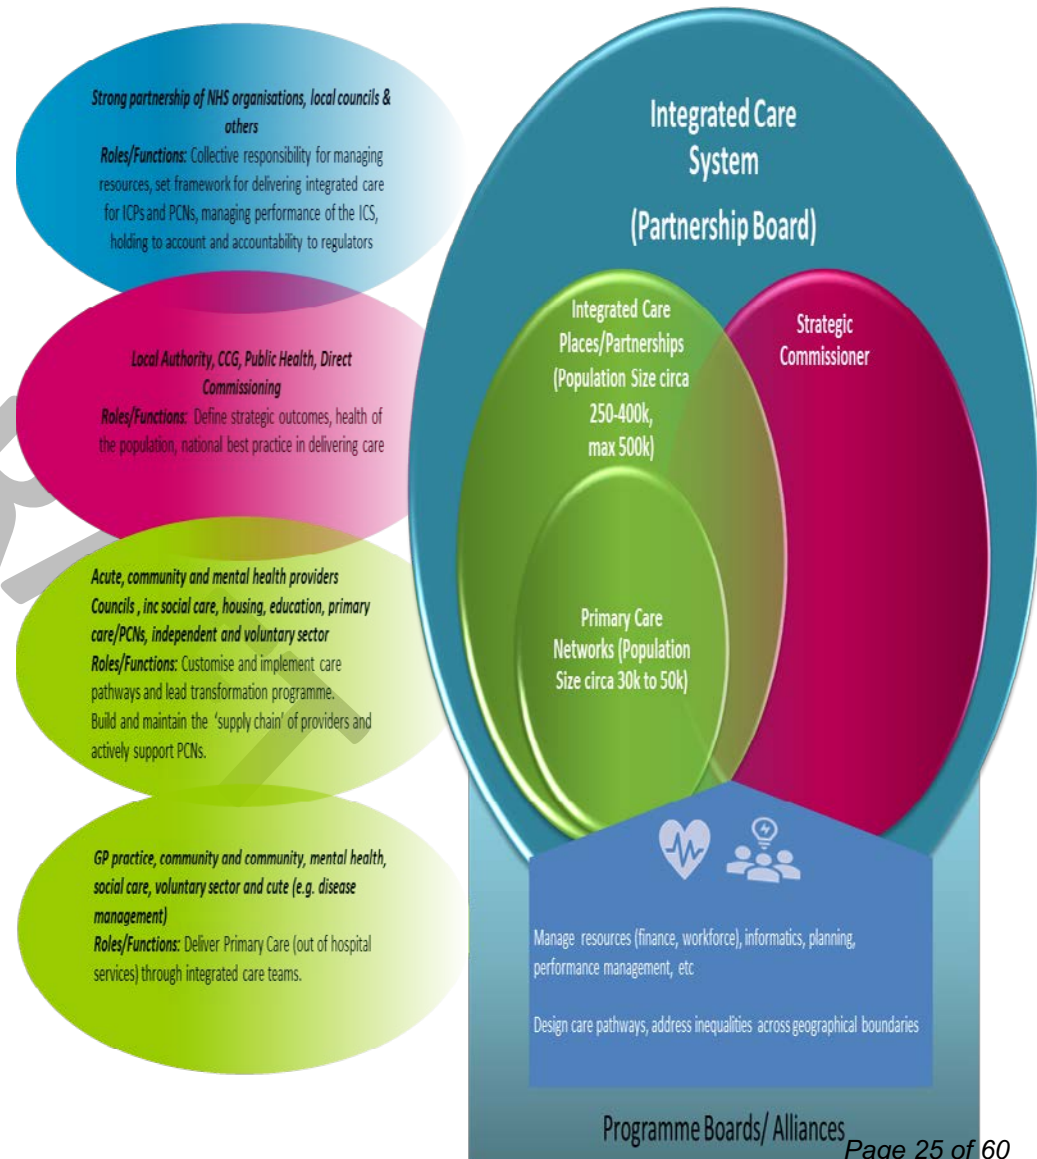 Strong partnership of NHS organisations, local councils &
others
Roles/Functions: Collective responsibility for managing
resources, set framework for delivering integrated care
for ICPs and PCNs, managing performance of the ICS,
holding to account and accountability to regulators
Local Authority, CCG, Public Health, Direct
Commissioning
Roles/Functions: Define strategic outcomes, health of
the population, national best practice in delivering care
Acute, community and mental health providers
Councils , inc social care, housing, education, primary
care/PCNs, independent and voluntary sector
Roles/Functions: Customise and implement care
pathways and lead transformation programme.
Build and maintain the ‘supply chain’ of providers and
actively support PCNs.
GP practice, community and community, mental health,
social care, voluntary sector and cute (e.g. disease
management)
Roles/Functions: Deliver Primary Care (out of hospital
services) through integrated care teams.
Integrated Care
System
(Partnership Board)
Integrated Care
Places/Partnerships
(Population Size circa
250-400k,
max 500k)
Strategic
Commissioner
Primary Care
Networks (Population
Size circa 30k to 50k)
Manage resources (finance, workforce), informatics, planning,
performance management, etc
Design care pathways, address inequalities across geographical boundaries
Programme Boards/ Alliances
Page 25 of 60